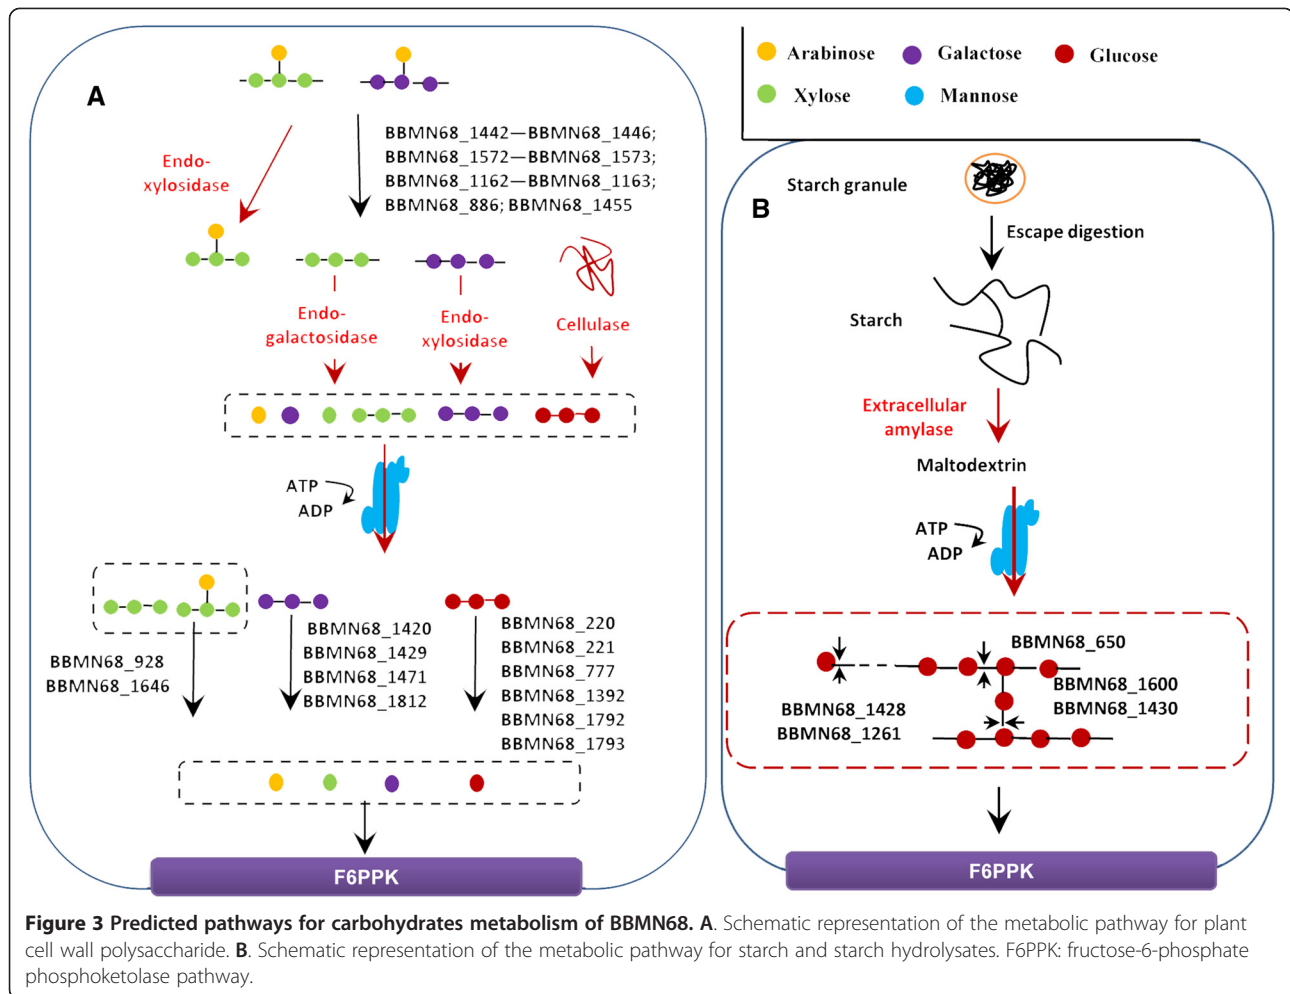 Arabinose
Galactose
Glucose
Xylose
Mannose
A
Endo-
xylosidase
BBMN68_1442—BBMN68_1446;
BBMN68_1572—BBMN68_1573;
BBMN68_1162—BBMN68_1163;
BBMN68_886; BBMN68_1455
Endo-
galactosidase
Endo-
xylosidase
Cellulase
ATP
ADP
BBMN68_928
BBMN68_1646
BBMN68_1420
BBMN68_1429
BBMN68_1471
BBMN68_1812
BBMN68_220
BBMN68_221
BBMN68_777
BBMN68_1392
BBMN68_1792
BBMN68_1793
F6PPK
B
Starch granule
Escape digestion
Starch
Extracellular
amylase
Maltodextrin
ATP
ADP
BBMN68_650
BBMN68_1600
BBMN68_1430
BBMN68_1428
BBMN68_1261
F6PPK
Figure 3 Predicted pathways for carbohydrates metabolism of BBMN68. A. Schematic representation of the metabolic pathway for plant
cell wall polysaccharide. B. Schematic representation of the metabolic pathway for starch and starch hydrolysates. F6PPK: fructose-6-phosphate
phosphoketolase pathway.